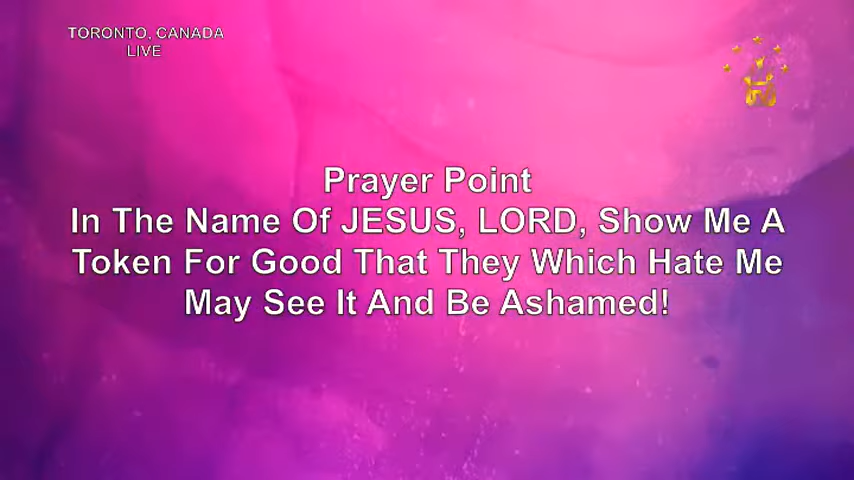 TORONTO, CANADA
LIVE
Prayer Point
In The Name Of JESUS, LORD, Show Me A
Token For Good That They Which Hate Me
May See It And Be Ashamed!